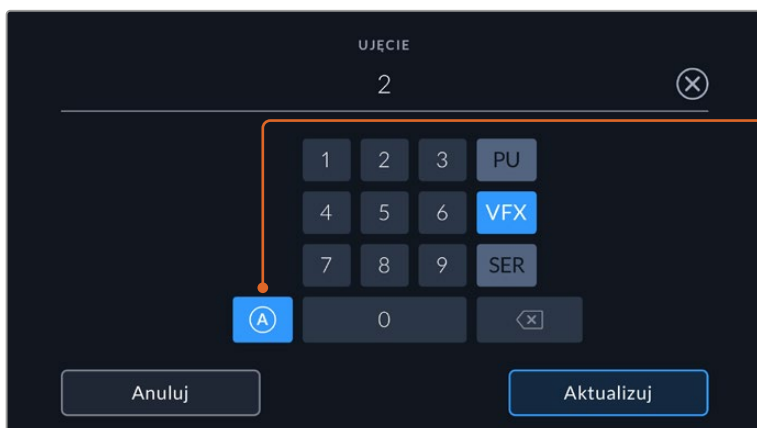 UJĘCIE
2
1 2 3 PU
4 5 6 VFX
7 8 9 SER
A 0
Anuluj Aktualizuj